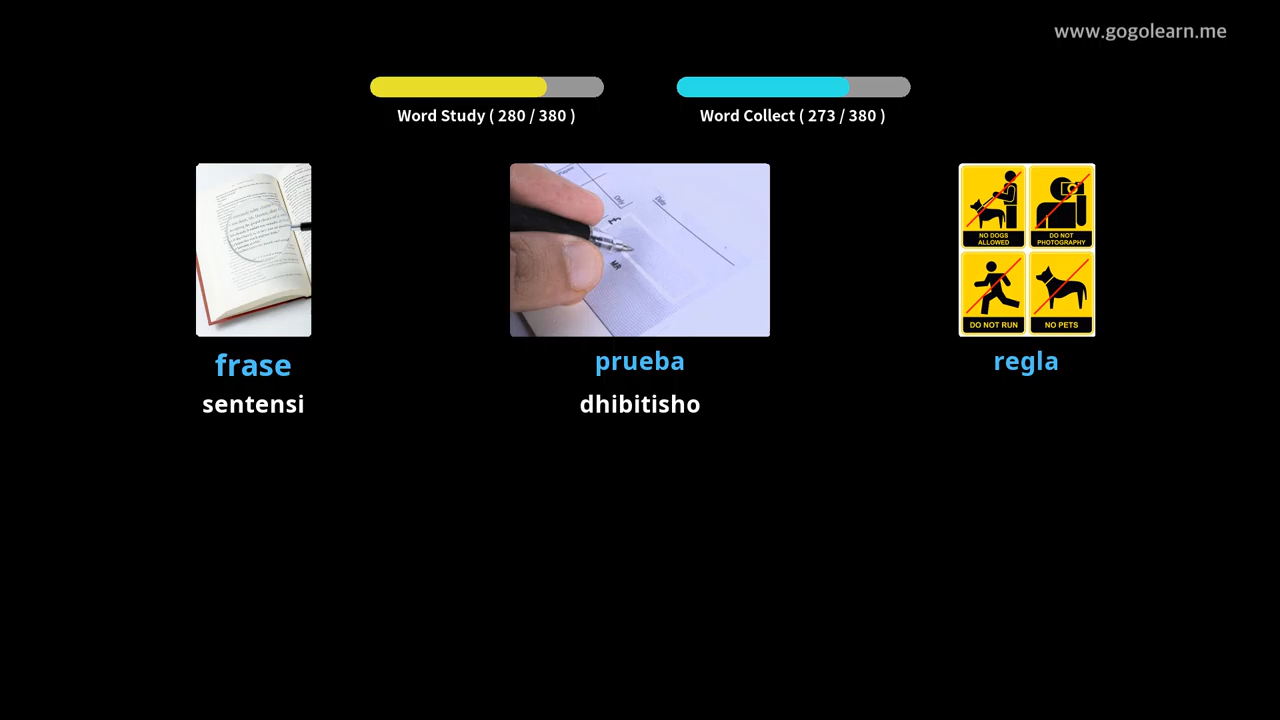 www.gogolearn.me
Word Study ( 280 / 380 )
Word Collect ( 273 / 380 )
NO DOGS
ALLOWED
DO NOT
PHOTOGRAPHY
DO NOT RUN
NO PETS
frase
prueba
regla
sentensi
dhibitisho